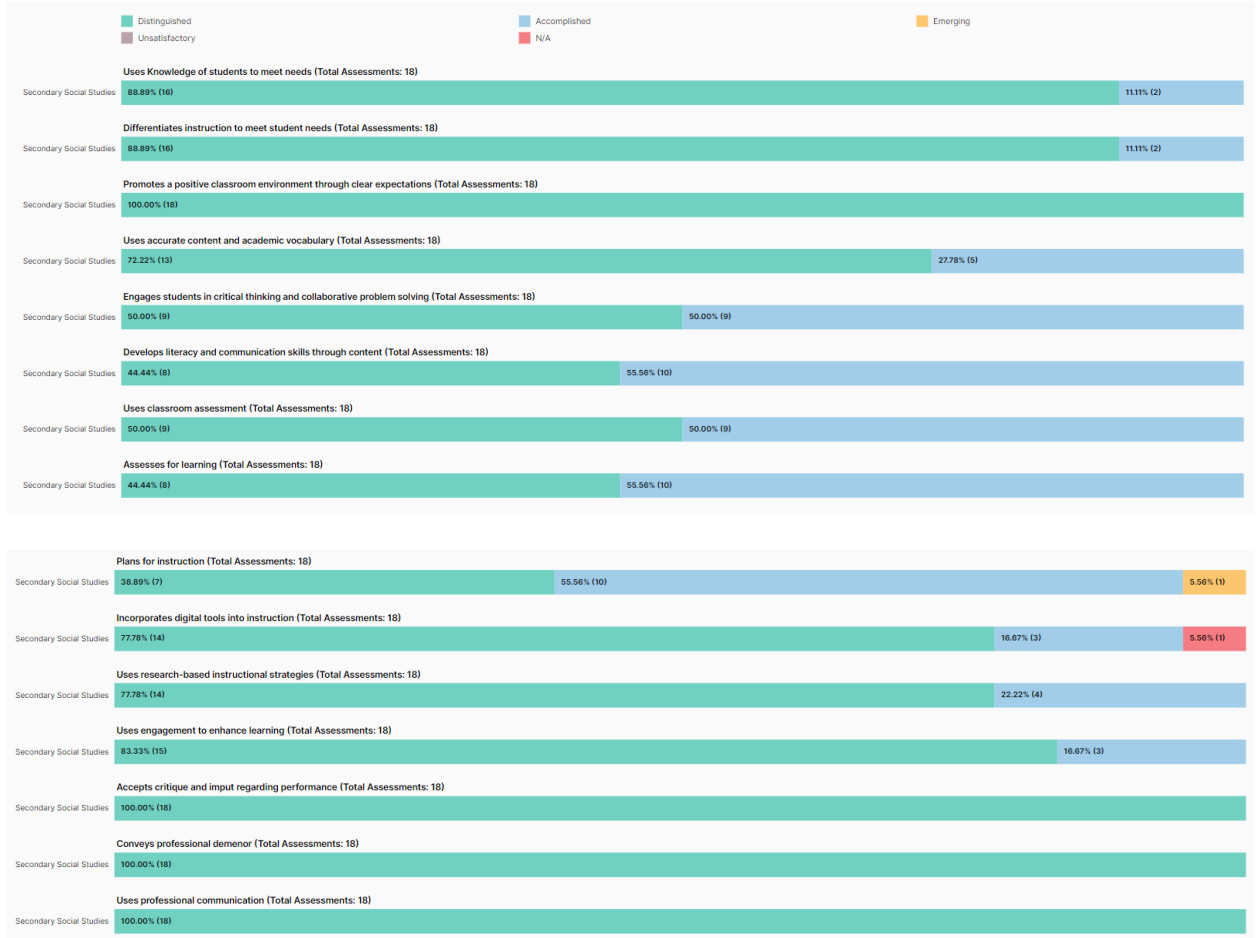 Distinguished Accomplished Emerging
Unsatisfactory N/A
Uses Knowledge of students to meet needs (Total Assessments: 18)
Secondary Social Studies 88.89% (16) 11.11% (2)
Differentiates instruction to meet student needs (Total Assessments: 18)
Secondary Social Studies 88.89% (16) 11.11% (2)
Promotes a positive classroom environment through clear expectations (Total Assessments: 18)
Secondary Social Studies 100.00% (18)
Uses accurate content and academic vocabulary (Total Assessments: 18)
Secondary Social Studies 72.22% (13) 27.78% (5)
Engages students in critical thinking and collaborative problem solving (Total Assessments: 18)
Secondary Social Studies 50.00% (9) 50.00% (9)
Develops literacy and communication skills through content (Total Assessments: 18)
Secondary Social Studies 44.44% (8) 55.56% (10)
Uses classroom assessment (Total Assessments: 18)
Secondary Social Studies 50.00% (9) 50.00% (9)
Assesses for learning (Total Assessments: 18)
Secondary Social Studies 44.44% (8) 55.56% (10)
Plans for instruction (Total Assessments: 18)
Secondary Social Studies 38.89% (7) 55.56% (10) 5.56% (1)
Incorporates digital tools into instruction (Total Assessments: 18)
Secondary Social Studies 77.78% (14) 16.67% (3) 5.56% (1)
Uses research-based instructional strategies (Total Assessments: 18)
Secondary Social Studies 77.78% (14) 22.22% (4)
Uses engagement to enhance learning (Total Assessments: 18)
Secondary Social Studies 83.33% (15) 16.67% (3)
Accepts critique and imput regarding performance (Total Assessments: 18)
Secondary Social Studies 100.00% (18)
Conveys professional demenor (Total Assessments: 18)
Secondary Social Studies 100.00% (18)
Uses professional communication (Total Assessments: 18)
Secondary Social Studies 100.00% (18)